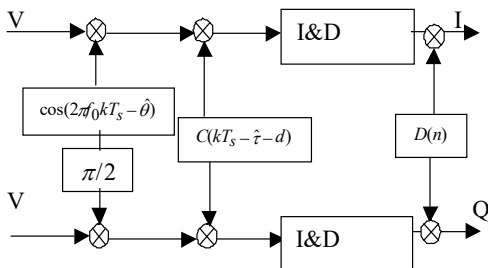 V
I&D
I
cos(2πf₀kTₛ − θ̂)
C(kTₛ − τ̂ − d)
D(n)
π/2
V
I&D
Q